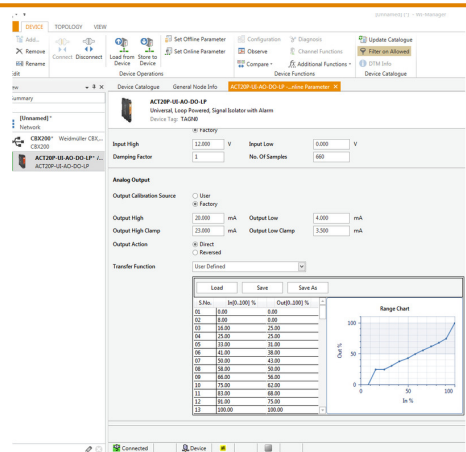 (Unnamed) (*) - WI-Manager
DEVICE TOPOLOGY VIEW
Add...
Remove
Rename
Edit
Connect Disconnect
Load from Device
Store to Device
Device Operations
Set Offline Parameter
Set Online Parameter
Configuration
Observe
Compare
Diagnosis
Channel Functions
Additional Functions
Device Functions
Update Catalogue
Filter on Allowed
DTM Info
Device Catalogue
ew
ummary
[Unnamed]*
Network
CBX200* Weidmüller CBX...
CBX200
ACT20P-UI-AO-DO-LP* /...
ACT20P-UI-AO-DO-LP
Device Catalogue General Node Info ACT20P-UI-AO-DO-LP -...nline Parameter
ACT20P-UI-AO-DO-LP
Universal, Loop Powered, Signal Isolator with Alarm
Device Tag: TAGN0
Factory
Input High 12.000 V Input Low 0.000 V
Damping Factor 1 No. Of Samples 660
Analog Output
Output Calibration Source User
Factory
Output High 20.000 mA Output Low 4.000 mA
Output High Clamp 23.000 mA Output Low Clamp 3.500 mA
Output Action Direct
Reversed
Transfer Function User Defined
Load Save Save As
S.No. In[0..100] % Out[0..100] %
01 0.00 0.00
02 8.00 0.00
03 16.00 25.00
04 25.00 25.00
05 33.00 31.00
06 41.00 38.00
07 50.00 43.00
08 58.00 50.00
09 66.00 56.00
10 75.00 62.00
11 83.00 68.00
12 91.00 75.00
13 100.00 100.00
Range Chart
100
50
0
Out %
0 50 100
In %
Connected Device